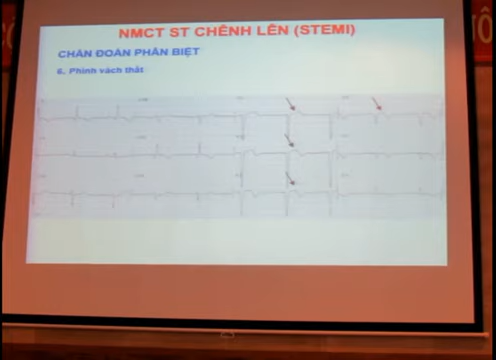 NMCT ST CHÊNH LÊN (STEMI)
CHẨN ĐOÁN PHÂN BIỆT
6. Phình vách thất